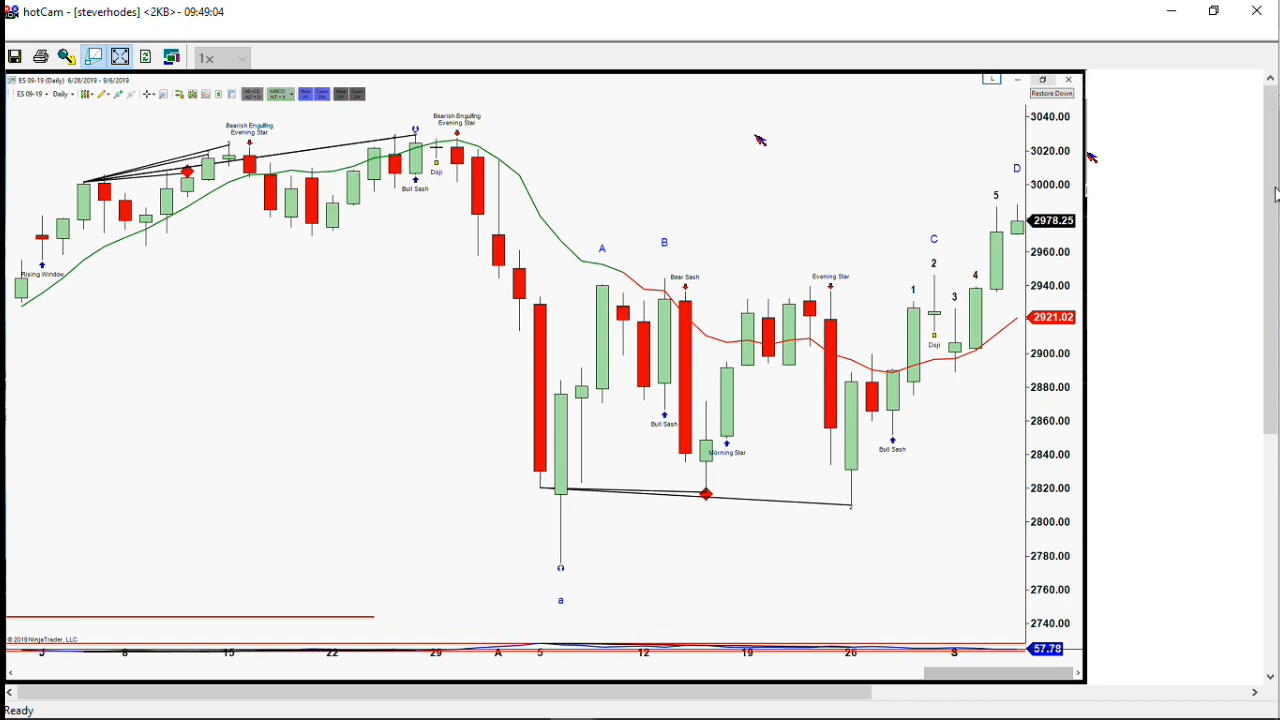 hotCam - [steverhodes] <2KB> - 09:49:04
1x
ES 09-19 (Daily) 6/28/2019 - 9/6/2019
L
ES 09-19 Daily
Restore Down
3040.00
3020.00
3000.00
2978.25
2960.00
2940.00
2921.02
2900.00
2880.00
2860.00
2840.00
2820.00
2800.00
2780.00
2760.00
2740.00
57.78
Bearish Engulfing
Evening Star
Bearish Engulfing
Evening Star
Doji
Bull Sash
Rising Window
A
B
Bear Sash
Evening Star
Bull Sash
Morning Star
Bull Sash
C
D
1
2
3
4
5
Doji
2
a
© 2019 NinjaTrader, LLC
J 8 15 22 29 A 5 12 19 26 S
Ready